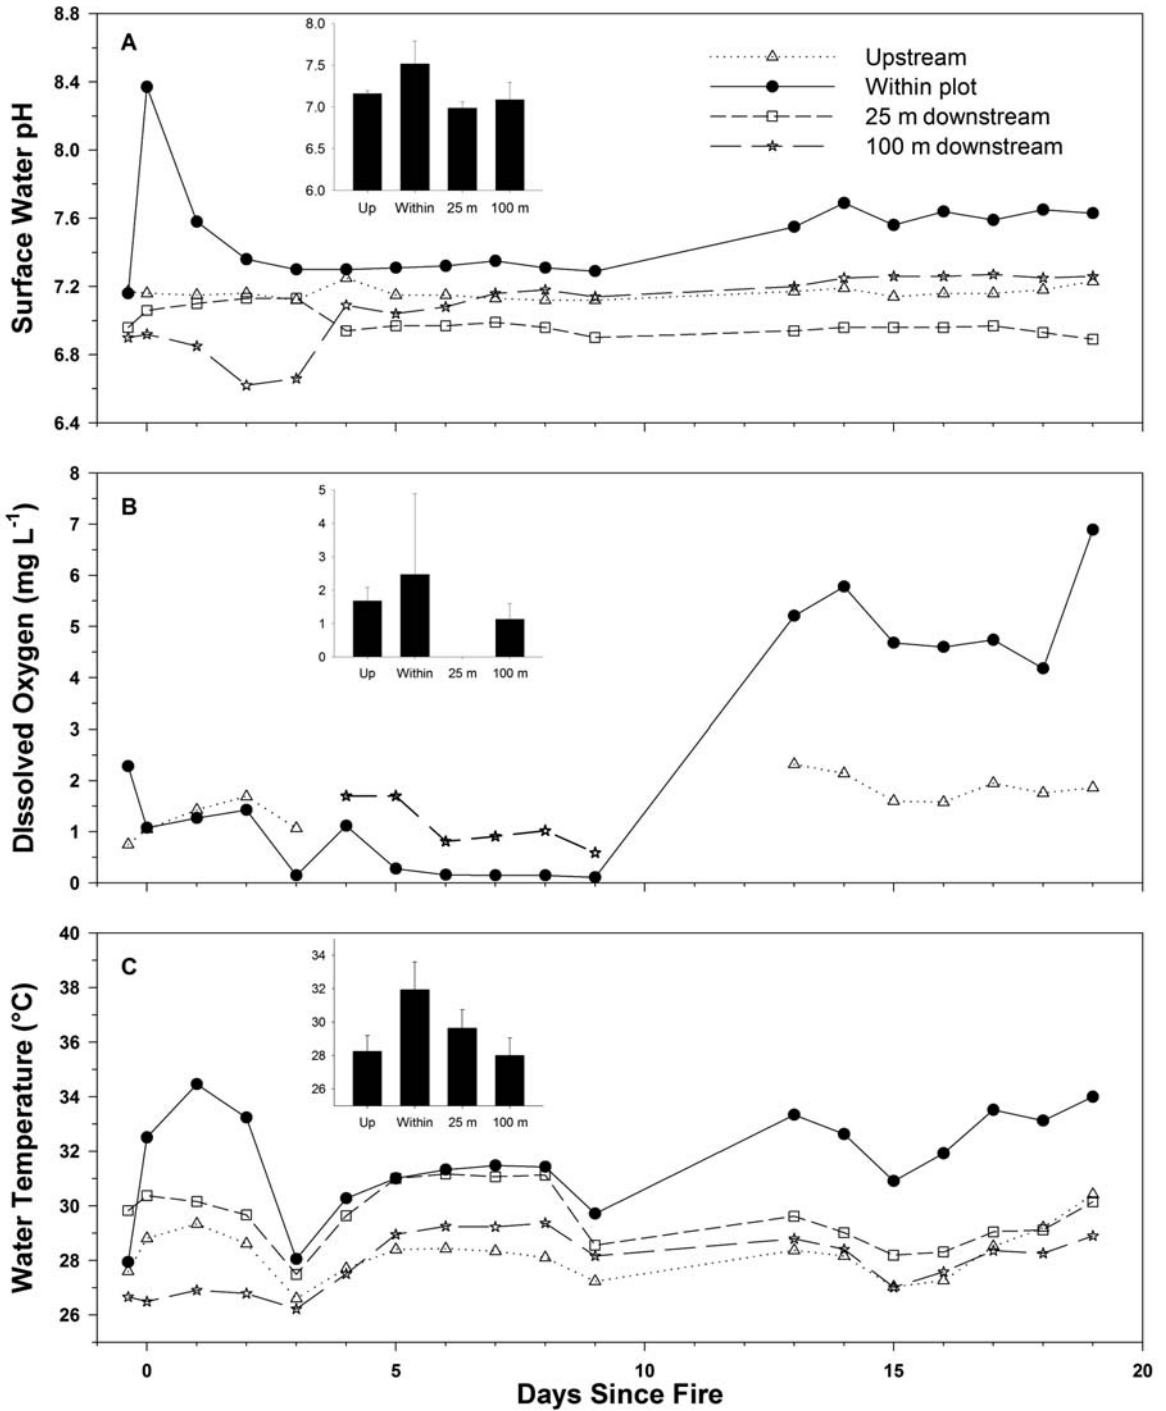 A
Surface Water pH
8.8
8.4
8.0
7.6
7.2
6.8
6.4
8.0
7.5
7.0
6.5
6.0
Up Within 25 m 100 m
Upstream
Within plot
25 m downstream
100 m downstream
B
DIssolved Oxygen (mg L-1)
8
7
6
5
4
3
2
1
0
5
4
3
2
1
0
Up Within 25 m 100 m
C
Water Temperature (°C)
40
38
36
34
32
30
28
26
34
32
30
28
26
Up Within 25 m 100 m
0 5 10 15 20
Days Since Fire